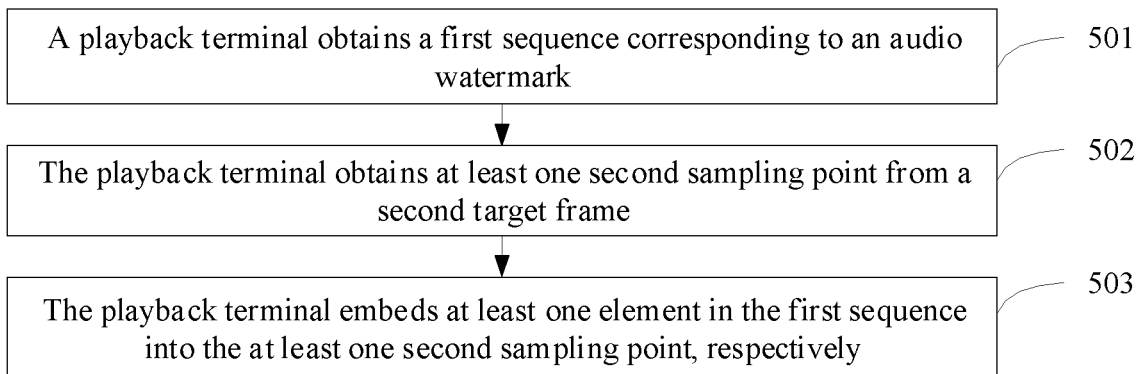 A playback terminal obtains a first sequence corresponding to an audio
watermark
501
The playback terminal obtains at least one second sampling point from a
second target frame
502
The playback terminal embeds at least one element in the first sequence
into the at least one second sampling point, respectively
503